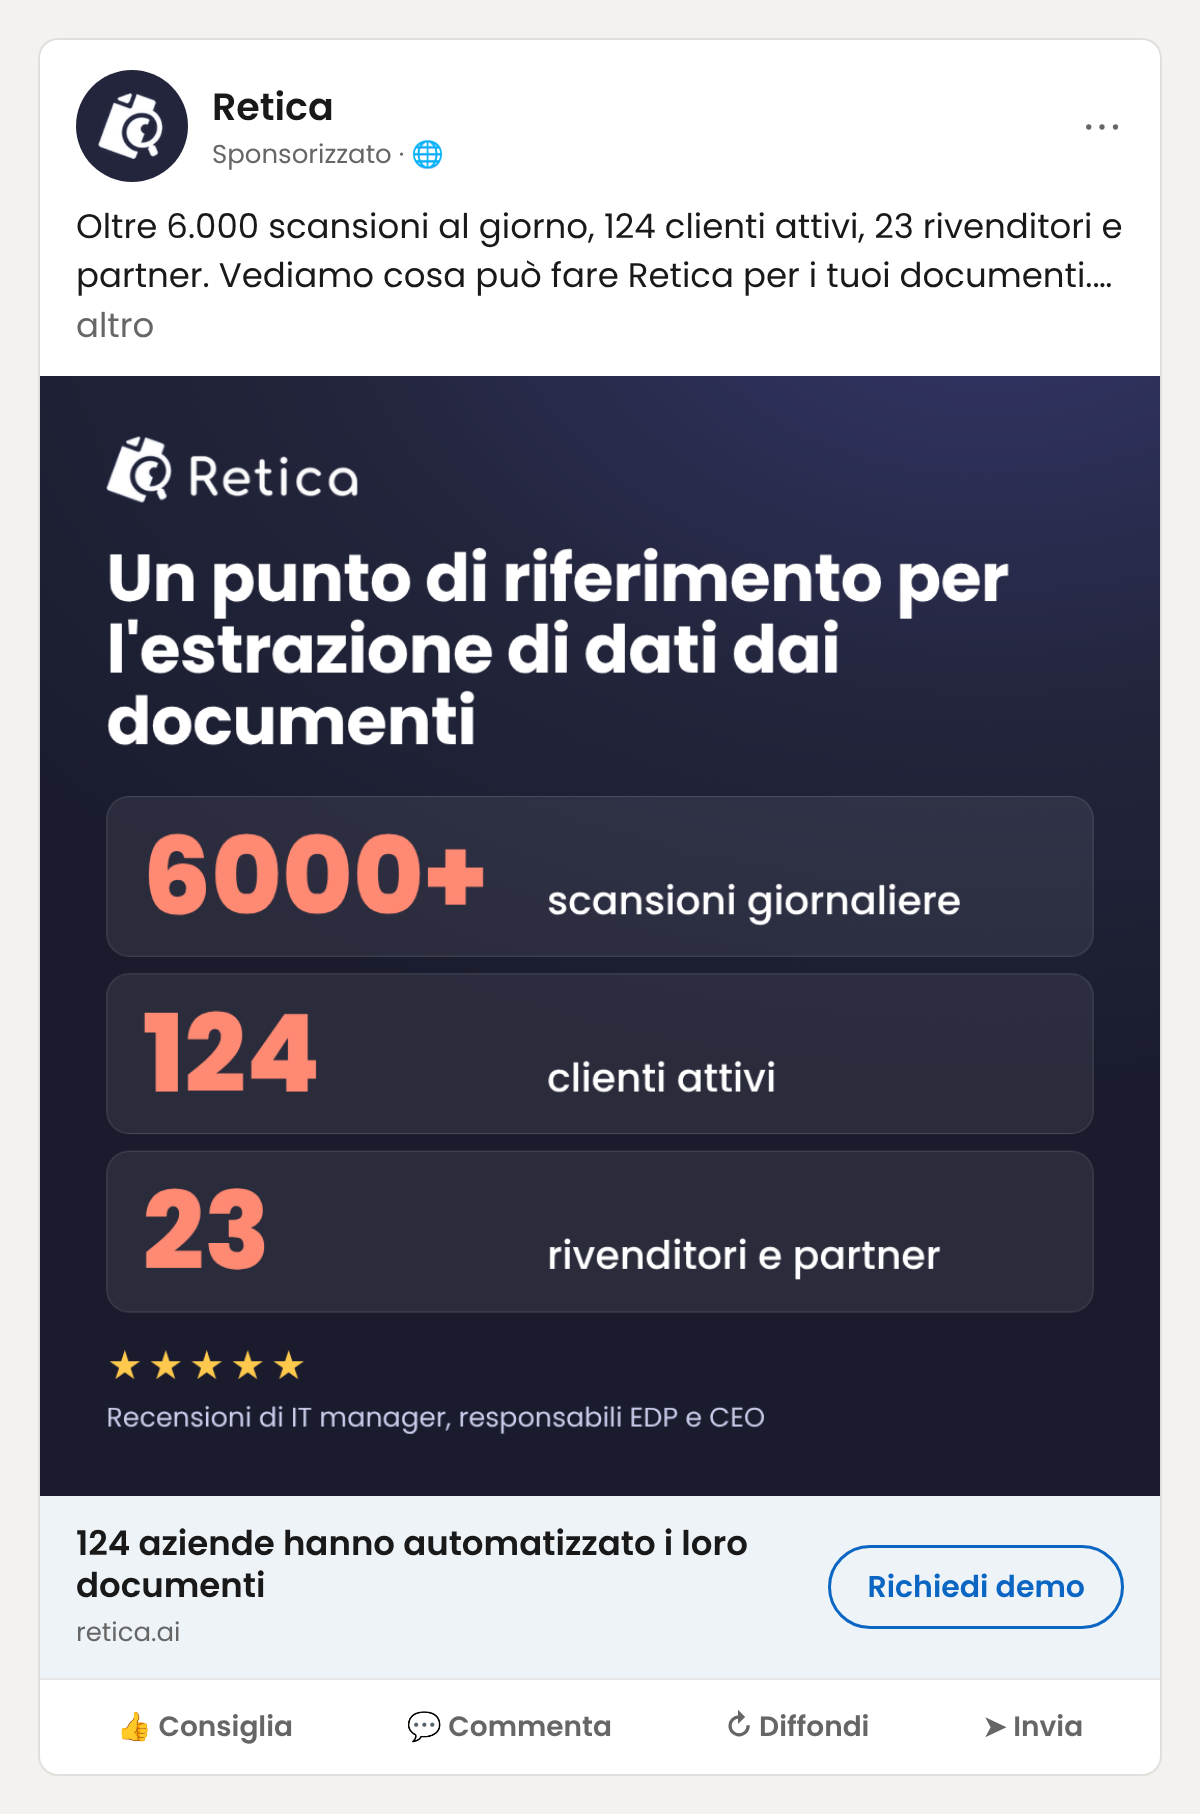 Retica
Sponsorizzato ·
Oltre 6.000 scansioni al giorno, 124 clienti attivi, 23 rivenditori e
partner. Vediamo cosa può fare Retica per i tuoi documenti....
altro
Retica
Un punto di riferimento per
l'estrazione di dati dai
documenti
6000+ scansioni giornaliere
124 clienti attivi
23 rivenditori e partner
★★★★★
Recensioni di IT manager, responsabili EDP e CEO
124 aziende hanno automatizzato i loro
documenti
retica.ai
Richiedi demo
👍 Consiglia 💬 Commenta ↻ Diffondi ➤ Invia